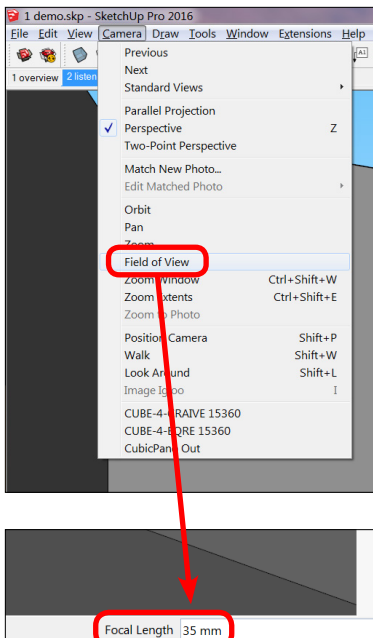 1 demo.skp - SketchUp Pro 2016
File Edit View Camera Draw Tools Window Extensions Help
1 overview 2 listen
Previous
Next
Standard Views
Parallel Projection
Perspective Z
Two-Point Perspective
Match New Photo...
Edit Matched Photo
Orbit
Pan
Zoom
Field of View
Zoom Window Ctrl+Shift+W
Zoom Extents Ctrl+Shift+E
Zoom to Photo
Position Camera Shift+P
Walk Shift+W
Look Around Shift+L
Image Igloo I
CUBE-4-GRAIVE 15360
CUBE-4-EQRE 15360
CubicPano Out
Focal Length 35 mm